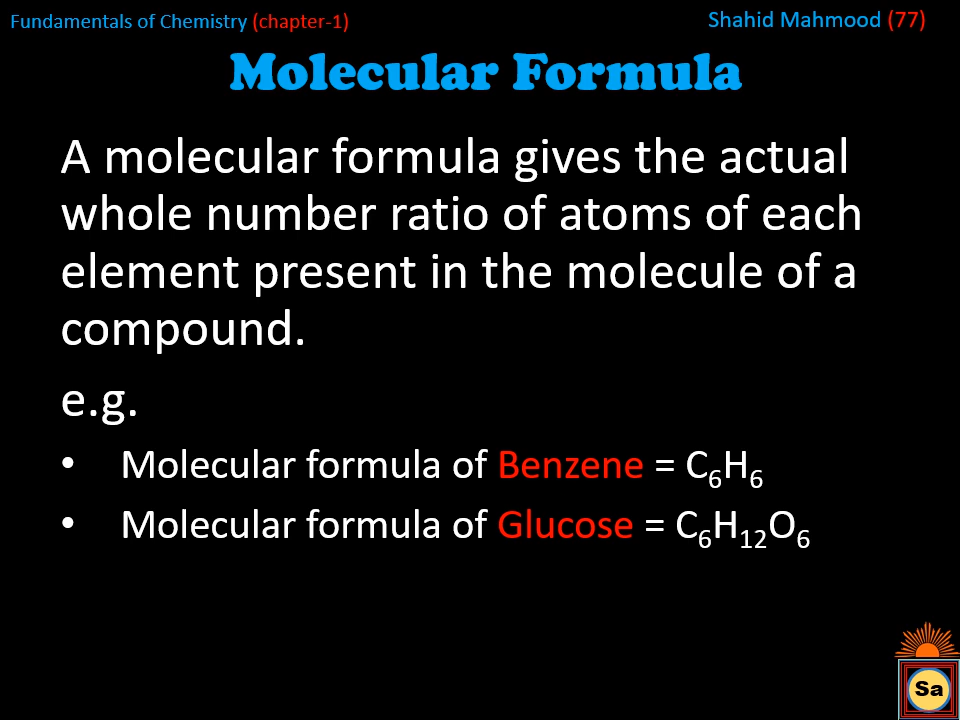 Fundamentals of Chemistry (chapter-1)
Shahid Mahmood (77)
Molecular Formula
A molecular formula gives the actual
whole number ratio of atoms of each
element present in the molecule of a
compound.
e.g.
• Molecular formula of Benzene = C₆H₆
• Molecular formula of Glucose = C₆H₁₂O₆
Sa